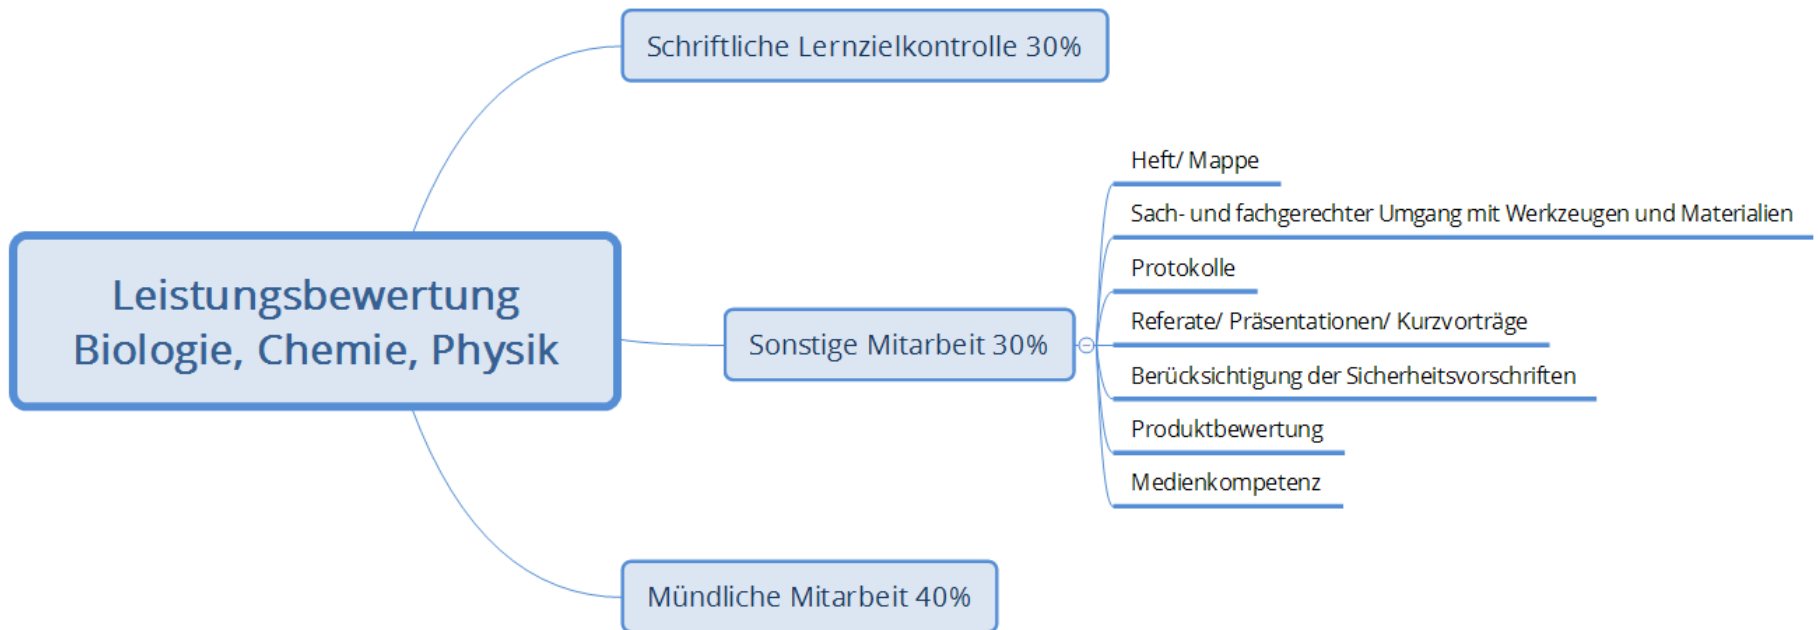 Schriftliche Lernzielkontrolle 30%
Leistungsbewertung
Biologie, Chemie, Physik
Sonstige Mitarbeit 30%
Heft/ Mappe
Sach- und fachgerechter Umgang mit Werkzeugen und Materialien
Protokolle
Referate/ Präsentationen/ Kurzvorträge
Berücksichtigung der Sicherheitsvorschriften
Produktbewertung
Medienkompetenz
Mündliche Mitarbeit 40%